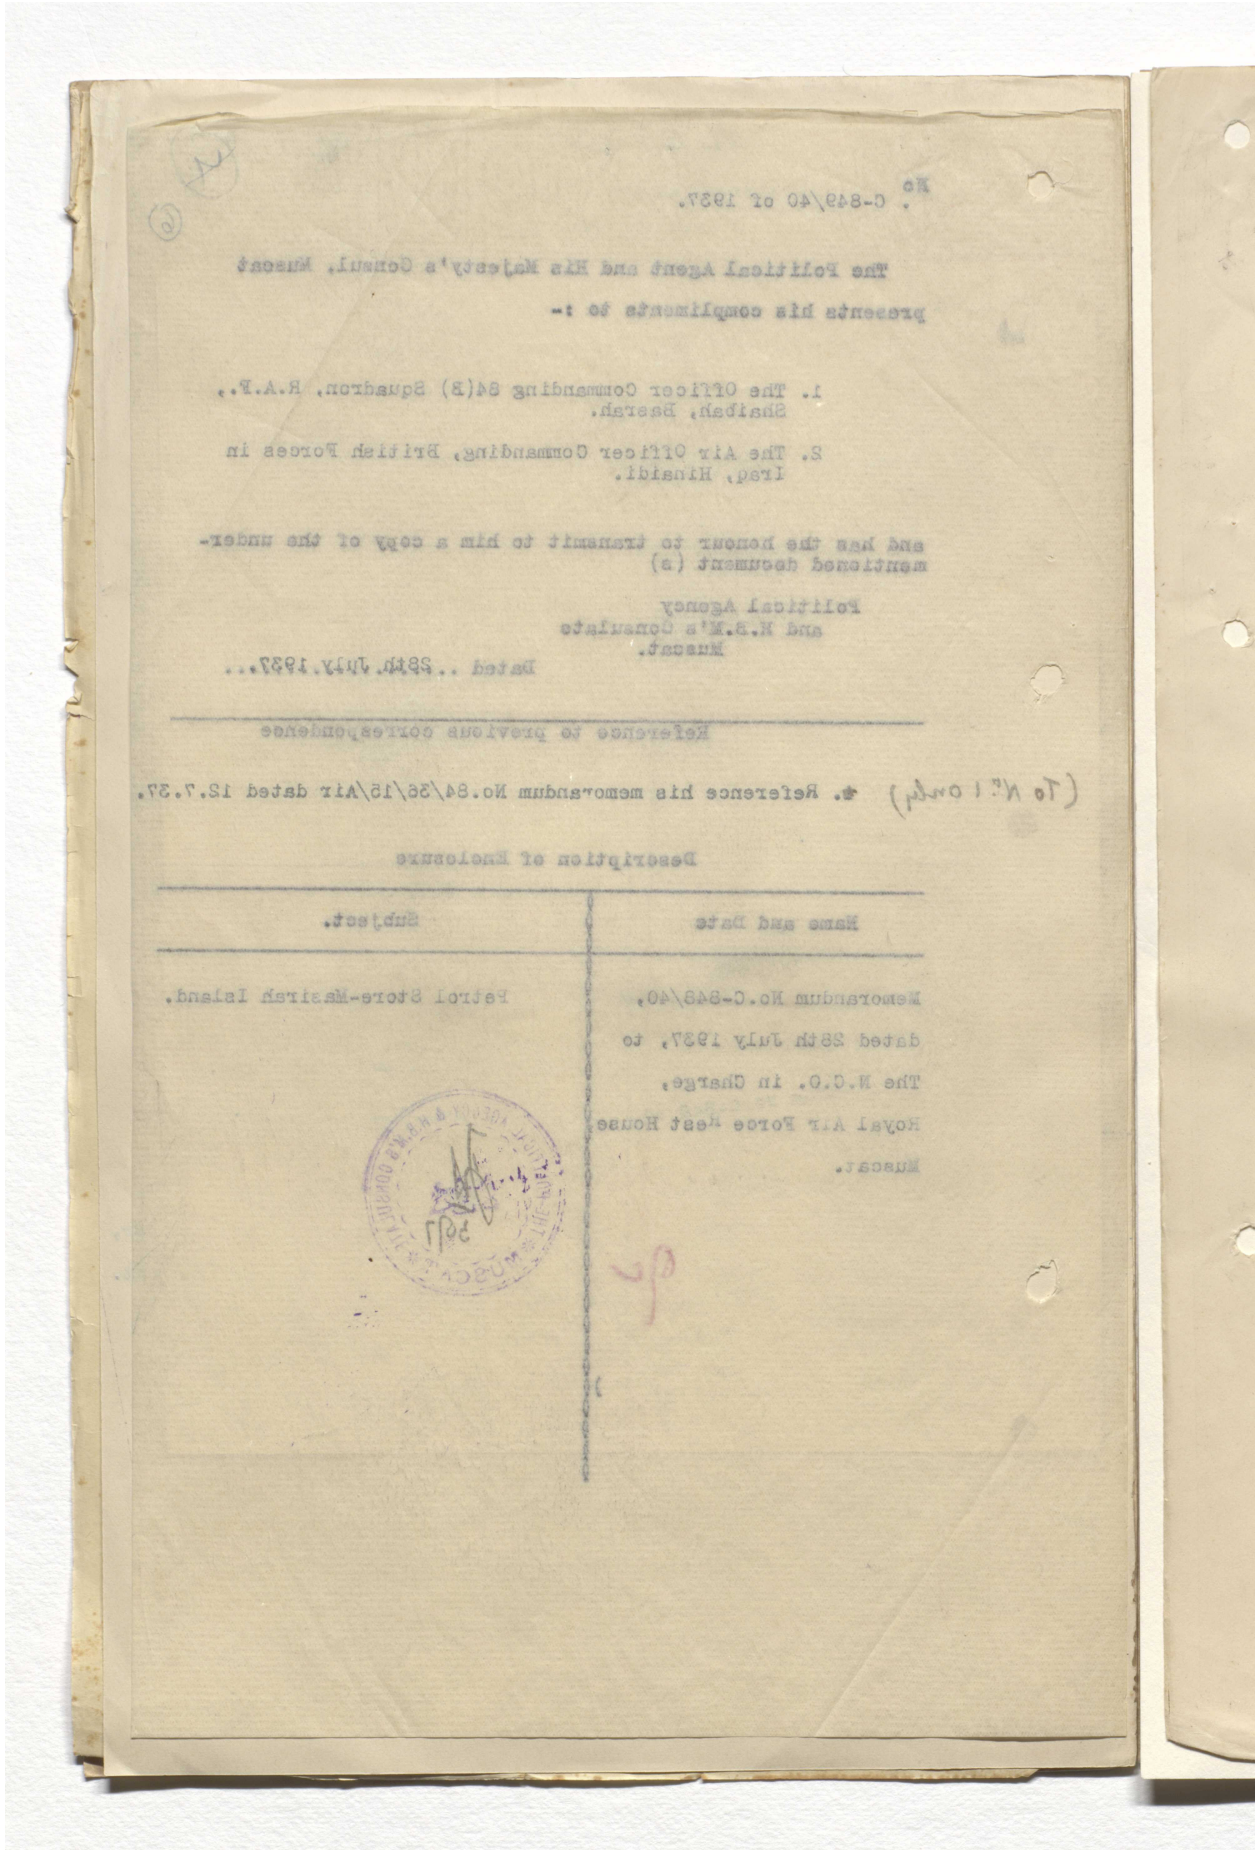 No. C-849/40 of 1937.
The Political Agent and His Majesty's Consul, Muscat
presents his compliments to :-
1. The Officer Commanding 84(B) Squadron, R.A.F.,
Shaibah, Basrah.
2. The Air Officer Commanding, British Forces in
Iraq, Hinaidi.
and has the honour to transmit to him a copy of the under-
mentioned document (s)
Political Agency
and H.B.M's Consulate
Muscat.
Dated .. 28th July 1937...
Reference to previous correspondence
(To No. 1 only) Reference his memorandum No.84/36/15/Air dated 12.7.37.
Description of Enclosure
Name and Date
Subject.
Memorandum No.C-848/40,
dated 28th July 1937, to
The N.C.O. in Charge,
Royal Air Force Rest House
Muscat.
Petrol Store-Masirah Island.
6